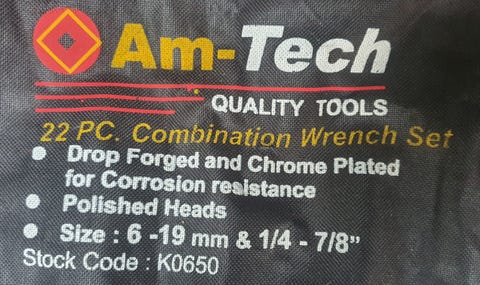 Am-Tech
QUALITY TOOLS
22 PC. Combination Wrench Set
• Drop Forged and Chrome Plated
for Corrosion resistance
• Polished Heads
• Size : 6 -19 mm & 1/4 - 7/8”
Stock Code : K0650